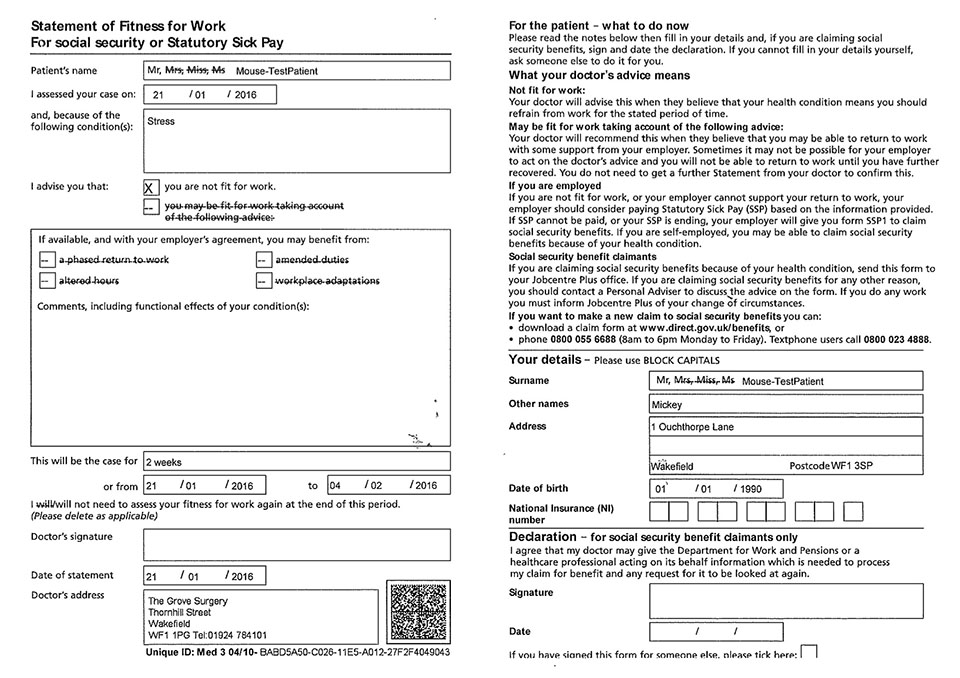 Statement of Fitness for Work
For social security or Statutory Sick Pay
Patient's name
Mr, Mrs, Miss, Ms Mouse-TestPatient
I assessed your case on:
21 / 01 / 2016
and, because of the
following condition(s):
Stress
I advise you that:
X you are not fit for work.
-- you may be fit for work taking account
of the following advice:
If available, and with your employer's agreement, you may benefit from:
-- a phased return to work
-- amended duties
-- altered hours
-- workplace adaptations
Comments, including functional effects of your condition(s):
This will be the case for
2 weeks
or from
21 / 01 / 2016
to
04 / 02 / 2016
I will/will not need to assess your fitness for work again at the end of this period.
(Please delete as applicable)
Doctor's signature
Date of statement
21 / 01 / 2016
Doctor's address
The Grove Surgery
Thornhill Street
Wakefield
WF1 1PG Tel:01924 784101
Unique ID: Med 3 04/10- BABD5A50-C026-11E5-A012-27F2F4049043
For the patient – what to do now
Please read the notes below then fill in your details and, if you are claiming social
security benefits, sign and date the declaration. If you cannot fill in your details yourself,
ask someone else to do it for you.
What your doctor's advice means
Not fit for work:
Your doctor will advise this when they believe that your health condition means you should
refrain from work for the stated period of time.
May be fit for work taking account of the following advice:
Your doctor will recommend this when they believe that you may be able to return to work
with some support from your employer. Sometimes it may not be possible for your employer
to act on the doctor's advice and you will not be able to return to work until you have further
recovered. You do not need to get a further Statement from your doctor to confirm this.
If you are employed
If you are not fit for work, or your employer cannot support your return to work, your
employer should consider paying Statutory Sick Pay (SSP) based on the information provided.
If SSP cannot be paid, or your SSP is ending, your employer will give you form SSP1 to claim
social security benefits. If you are self-employed, you may be able to claim social security
benefits because of your health condition.
Social security benefit claimants
If you are claiming social security benefits because of your health condition, send this form to
your Jobcentre Plus office. If you are claiming social security benefits for any other reason,
you should contact a Personal Adviser to discuss the advice on the form. If you do any work
you must inform Jobcentre Plus of your change of circumstances.
If you want to make a new claim to social security benefits you can:
• download a claim form at www.direct.gov.uk/benefits, or
• phone 0800 055 6688 (8am to 6pm Monday to Friday). Textphone users call 0800 023 4888.
Your details – Please use BLOCK CAPITALS
Surname
Mr, Mrs, Miss, Ms Mouse-TestPatient
Other names
Mickey
Address
1 Ouchthorpe Lane
Wakefield Postcode WF1 3SP
Date of birth
01 / 01 / 1990
National Insurance (NI)
number
Declaration – for social security benefit claimants only
I agree that my doctor may give the Department for Work and Pensions or a
healthcare professional acting on its behalf information which is needed to process
my claim for benefit and any request for it to be looked at again.
Signature
Date
/ /
If you have signed this form for someone else, please tick here: